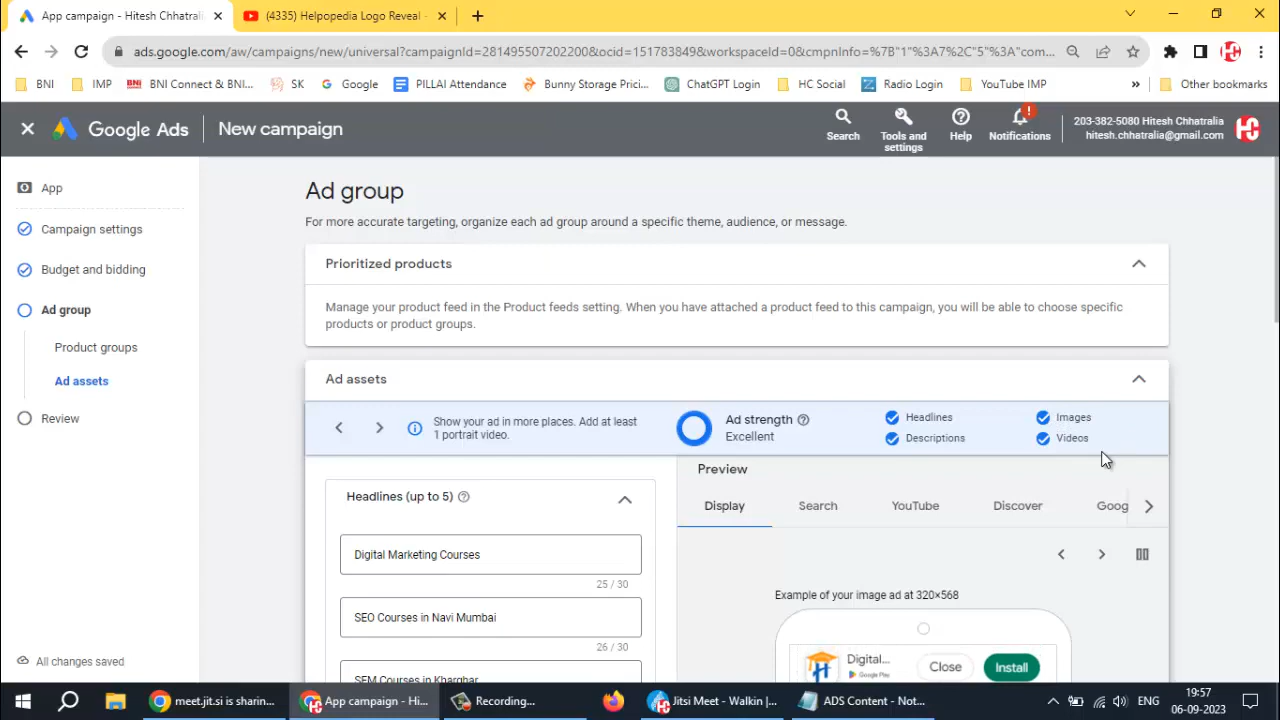 App campaign - Hitesh Chhatrali
(4335) Helpopedia Logo Reveal -
ads.google.com/aw/campaigns/new/universal?campaignId=281495507202200&ocid=151783849&workspaceId=0&cmpnInfo=%7B"1"%3A7%2C"5"%3A"com...
BNI
IMP
BNI Connect & BNI...
SK
Google
PILLAI Attendance
Bunny Storage Prici...
ChatGPT Login
HC Social
Radio Login
YouTube IMP
»
Other bookmarks
Google Ads
New campaign
Search
Tools and
settings
Help
Notifications
203-382-5080 Hitesh Chhatralia
hitesh.chhatralia@gmail.com
App
Campaign settings
Budget and bidding
Ad group
Product groups
Ad assets
Review
All changes saved
Ad group
For more accurate targeting, organize each ad group around a specific theme, audience, or message.
Prioritized products
Manage your product feed in the Product feeds setting. When you have attached a product feed to this campaign, you will be able to choose specific
products or product groups.
Ad assets
Show your ad in more places. Add at least
1 portrait video.
Ad strength
Excellent
Headlines
Descriptions
Images
Videos
Headlines (up to 5)
Digital Marketing Courses
25 / 30
SEO Courses in Navi Mumbai
26 / 30
SEM Courses in Kharghar
Preview
Display
Search
YouTube
Discover
Goog
Example of your image ad at 320×568
Digital...
Google Play
Close
Install
meet.jit.si is sharin...
App campaign - Hi...
Recording...
Jitsi Meet - Walkin |...
ADS Content - Not...
ENG
19:57
06-09-2023